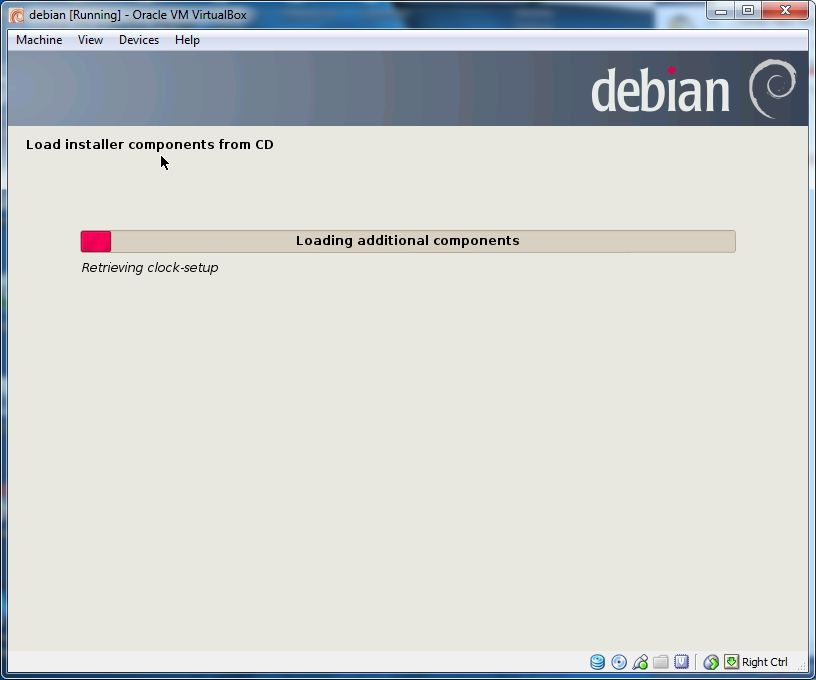 debian [Running] - Oracle VM VirtualBox
Machine View Devices Help
debian
Load installer components from CD
Loading additional components
Retrieving clock-setup
Right Ctrl